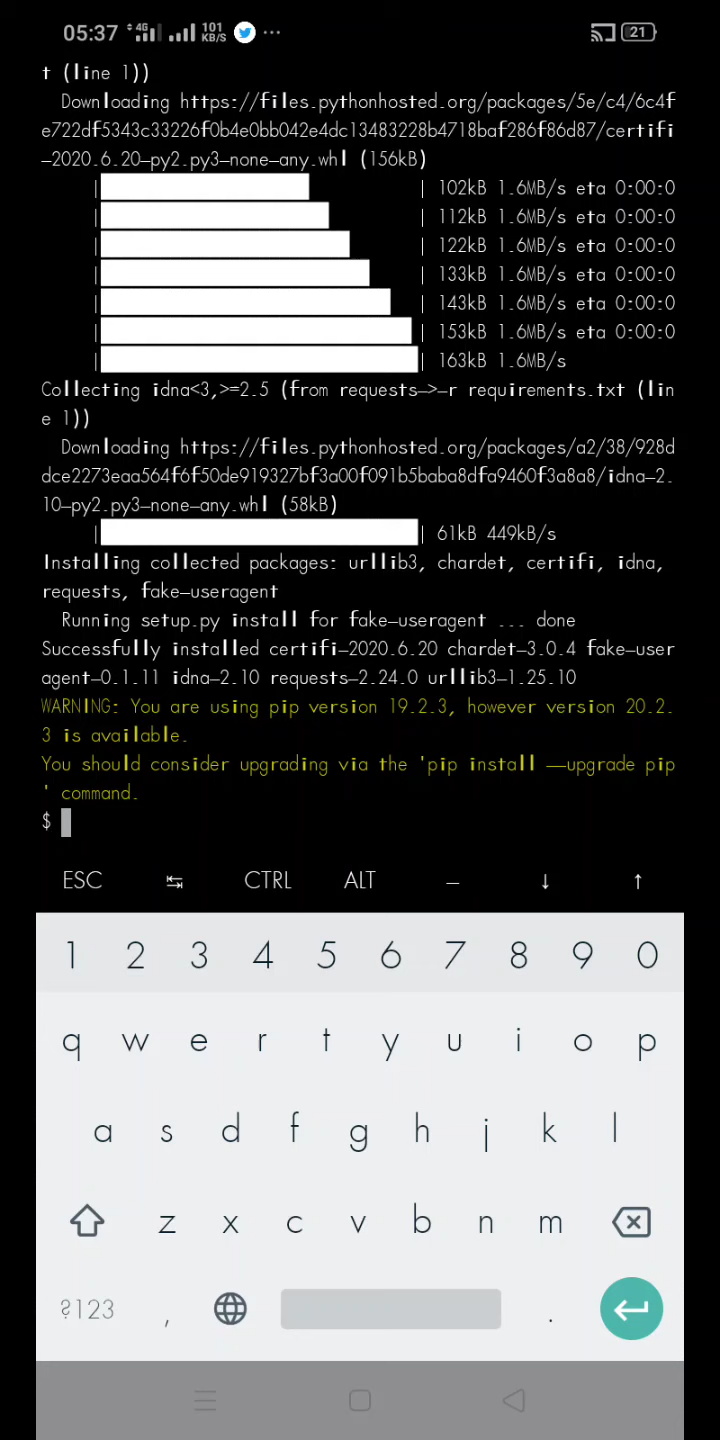 05:37 4G 101 KB/S ... 21
t (line 1))
Downloading https://files.pythonhosted.org/packages/5e/c4/6c4f
e722df5343c33226f0b4e0bb042e4dc13483228b4718baf286f86d87/certifi
–2020.6.20–py2.py3–none–any.whl (156kB)
| | 102kB 1.6MB/s eta 0:00:0
| | 112kB 1.6MB/s eta 0:00:0
| | 122kB 1.6MB/s eta 0:00:0
| | 133kB 1.6MB/s eta 0:00:0
| | 143kB 1.6MB/s eta 0:00:0
| | 153kB 1.6MB/s eta 0:00:0
| | 163kB 1.6MB/s
Collecting idna<3,>=2.5 (from requests–>–r requirements.txt (lin
e 1))
Downloading https://files.pythonhosted.org/packages/a2/38/928d
dce2273eaa564f6f50de919327bf3a00f091b5baba8dfa9460f3a8a8/idna–2.
10–py2.py3–none–any.whl (58kB)
| | 61kB 449kB/s
Installing collected packages: urllib3, chardet, certifi, idna,
requests, fake–useragent
Running setup.py install for fake–useragent ... done
Successfully installed certifi–2020.6.20 chardet–3.0.4 fake–user
agent–0.1.11 idna–2.10 requests–2.24.0 urllib3–1.25.10
WARNING: You are using pip version 19.2.3, however version 20.2.
3 is available.
You should consider upgrading via the 'pip install ––upgrade pip
' command.
$
ESC ↹ CTRL ALT – ↓ ↑
1 2 3 4 5 6 7 8 9 0
q w e r t y u i o p
a s d f g h j k l
z x c v b n m
?123 , .